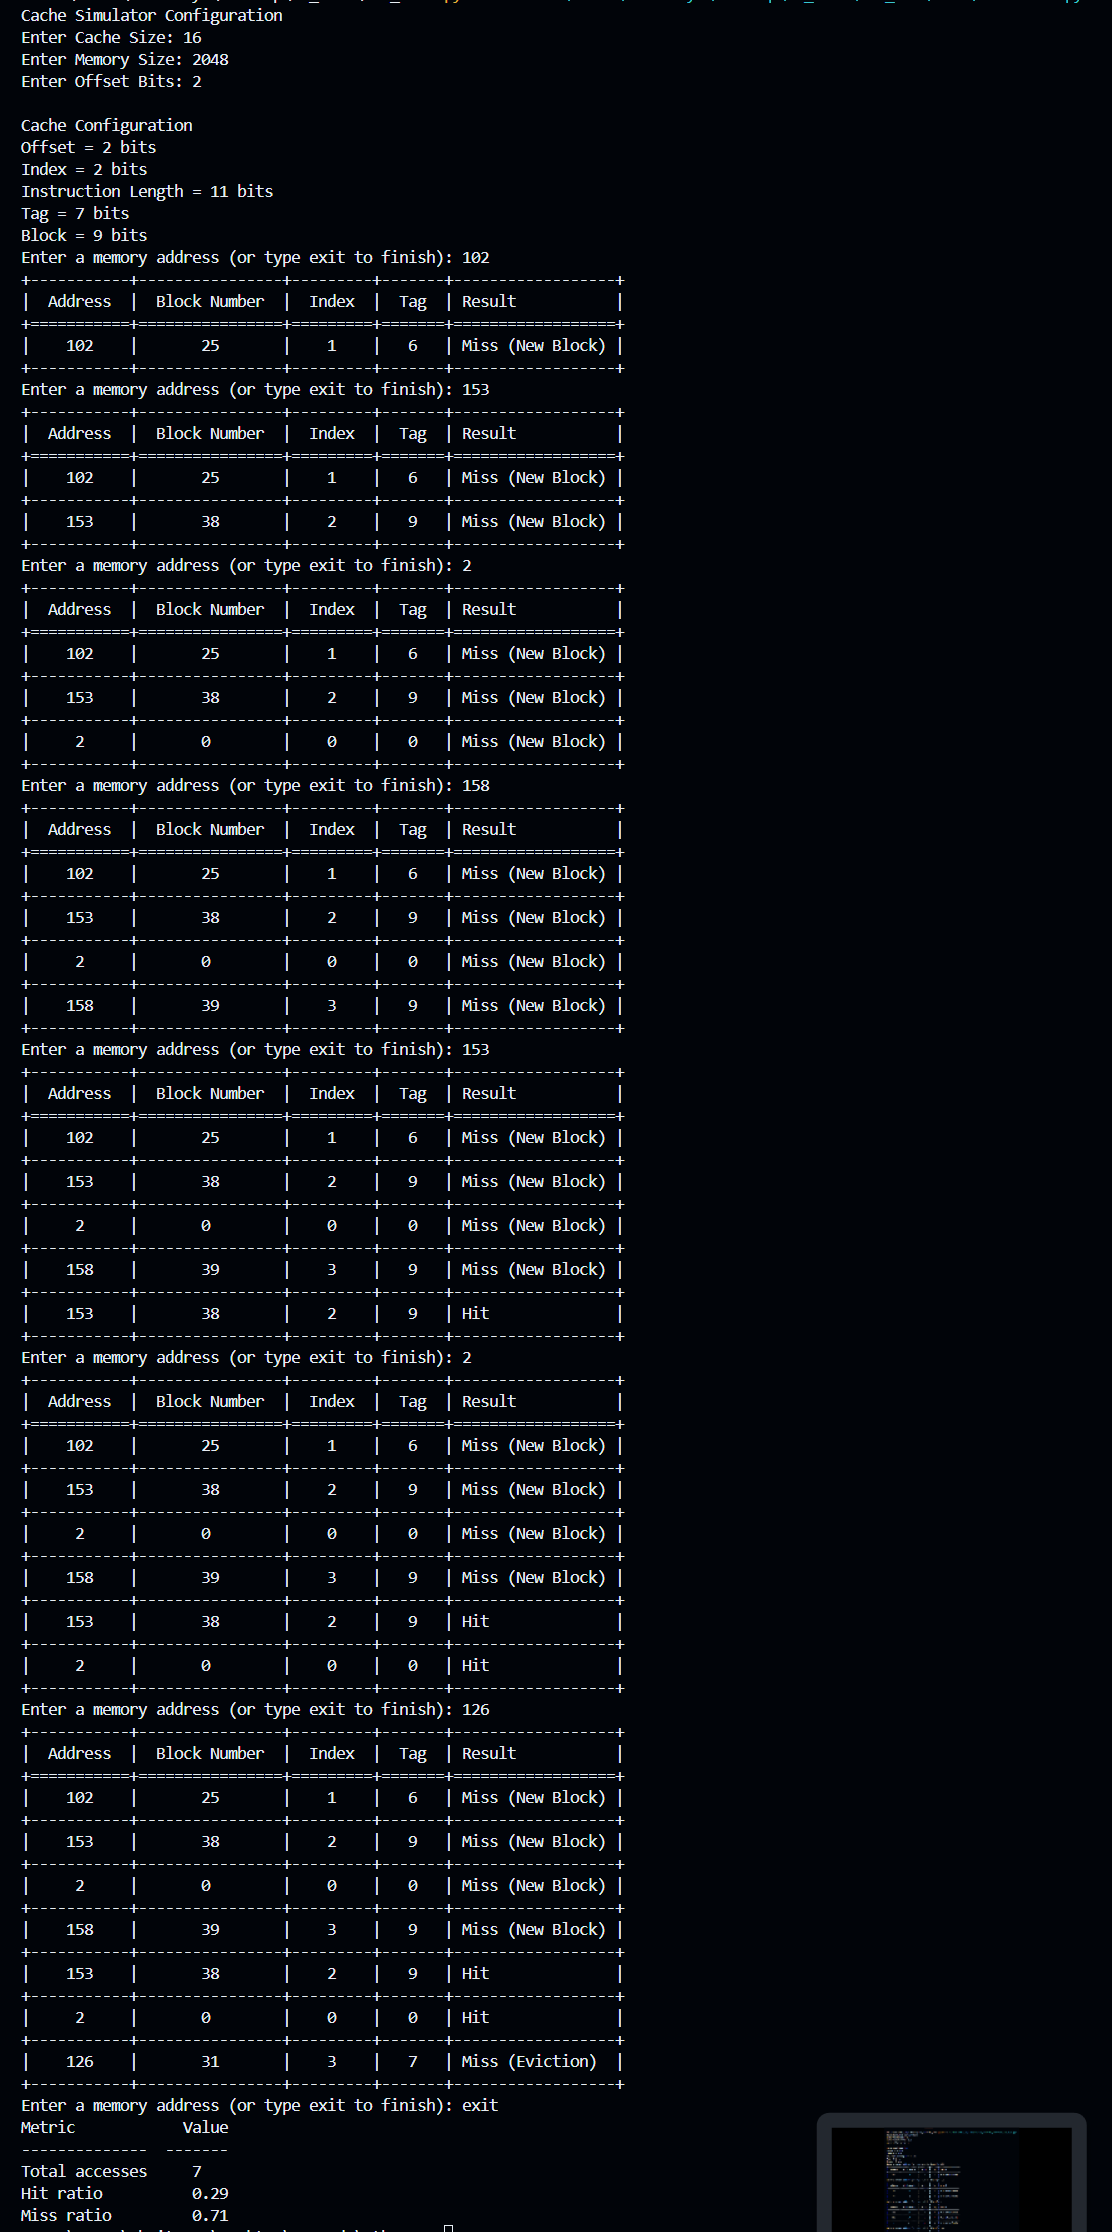 Cache Simulator Configuration
Enter Cache Size: 16
Enter Memory Size: 2048
Enter Offset Bits: 2
Cache Configuration
Offset = 2 bits
Index = 2 bits
Instruction Length = 11 bits
Tag = 7 bits
Block = 9 bits
Enter a memory address (or type exit to finish): 102
+-----------+----------------+---------+-------+------------------+
| Address | Block Number | Index | Tag | Result |
+===========+================+=========+=======+==================+
| 102 | 25 | 1 | 6 | Miss (New Block) |
+-----------+----------------+---------+-------+------------------+
Enter a memory address (or type exit to finish): 153
+-----------+----------------+---------+-------+------------------+
| Address | Block Number | Index | Tag | Result |
+===========+================+=========+=======+==================+
| 102 | 25 | 1 | 6 | Miss (New Block) |
+-----------+----------------+---------+-------+------------------+
| 153 | 38 | 2 | 9 | Miss (New Block) |
+-----------+----------------+---------+-------+------------------+
Enter a memory address (or type exit to finish): 2
+-----------+----------------+---------+-------+------------------+
| Address | Block Number | Index | Tag | Result |
+===========+================+=========+=======+==================+
| 102 | 25 | 1 | 6 | Miss (New Block) |
+-----------+----------------+---------+-------+------------------+
| 153 | 38 | 2 | 9 | Miss (New Block) |
+-----------+----------------+---------+-------+------------------+
| 2 | 0 | 0 | 0 | Miss (New Block) |
+-----------+----------------+---------+-------+------------------+
Enter a memory address (or type exit to finish): 158
+-----------+----------------+---------+-------+------------------+
| Address | Block Number | Index | Tag | Result |
+===========+================+=========+=======+==================+
| 102 | 25 | 1 | 6 | Miss (New Block) |
+-----------+----------------+---------+-------+------------------+
| 153 | 38 | 2 | 9 | Miss (New Block) |
+-----------+----------------+---------+-------+------------------+
| 2 | 0 | 0 | 0 | Miss (New Block) |
+-----------+----------------+---------+-------+------------------+
| 158 | 39 | 3 | 9 | Miss (New Block) |
+-----------+----------------+---------+-------+------------------+
Enter a memory address (or type exit to finish): 153
+-----------+----------------+---------+-------+------------------+
| Address | Block Number | Index | Tag | Result |
+===========+================+=========+=======+==================+
| 102 | 25 | 1 | 6 | Miss (New Block) |
+-----------+----------------+---------+-------+------------------+
| 153 | 38 | 2 | 9 | Miss (New Block) |
+-----------+----------------+---------+-------+------------------+
| 2 | 0 | 0 | 0 | Miss (New Block) |
+-----------+----------------+---------+-------+------------------+
| 158 | 39 | 3 | 9 | Miss (New Block) |
+-----------+----------------+---------+-------+------------------+
| 153 | 38 | 2 | 9 | Hit |
+-----------+----------------+---------+-------+------------------+
Enter a memory address (or type exit to finish): 2
+-----------+----------------+---------+-------+------------------+
| Address | Block Number | Index | Tag | Result |
+===========+================+=========+=======+==================+
| 102 | 25 | 1 | 6 | Miss (New Block) |
+-----------+----------------+---------+-------+------------------+
| 153 | 38 | 2 | 9 | Miss (New Block) |
+-----------+----------------+---------+-------+------------------+
| 2 | 0 | 0 | 0 | Miss (New Block) |
+-----------+----------------+---------+-------+------------------+
| 158 | 39 | 3 | 9 | Miss (New Block) |
+-----------+----------------+---------+-------+------------------+
| 153 | 38 | 2 | 9 | Hit |
+-----------+----------------+---------+-------+------------------+
| 2 | 0 | 0 | 0 | Hit |
+-----------+----------------+---------+-------+------------------+
Enter a memory address (or type exit to finish): 126
+-----------+----------------+---------+-------+------------------+
| Address | Block Number | Index | Tag | Result |
+===========+================+=========+=======+==================+
| 102 | 25 | 1 | 6 | Miss (New Block) |
+-----------+----------------+---------+-------+------------------+
| 153 | 38 | 2 | 9 | Miss (New Block) |
+-----------+----------------+---------+-------+------------------+
| 2 | 0 | 0 | 0 | Miss (New Block) |
+-----------+----------------+---------+-------+------------------+
| 158 | 39 | 3 | 9 | Miss (New Block) |
+-----------+----------------+---------+-------+------------------+
| 153 | 38 | 2 | 9 | Hit |
+-----------+----------------+---------+-------+------------------+
| 2 | 0 | 0 | 0 | Hit |
+-----------+----------------+---------+-------+------------------+
| 126 | 31 | 3 | 7 | Miss (Eviction) |
+-----------+----------------+---------+-------+------------------+
Enter a memory address (or type exit to finish): exit
Metric Value
-------------- -------
Total accesses 7
Hit ratio 0.29
Miss ratio 0.71